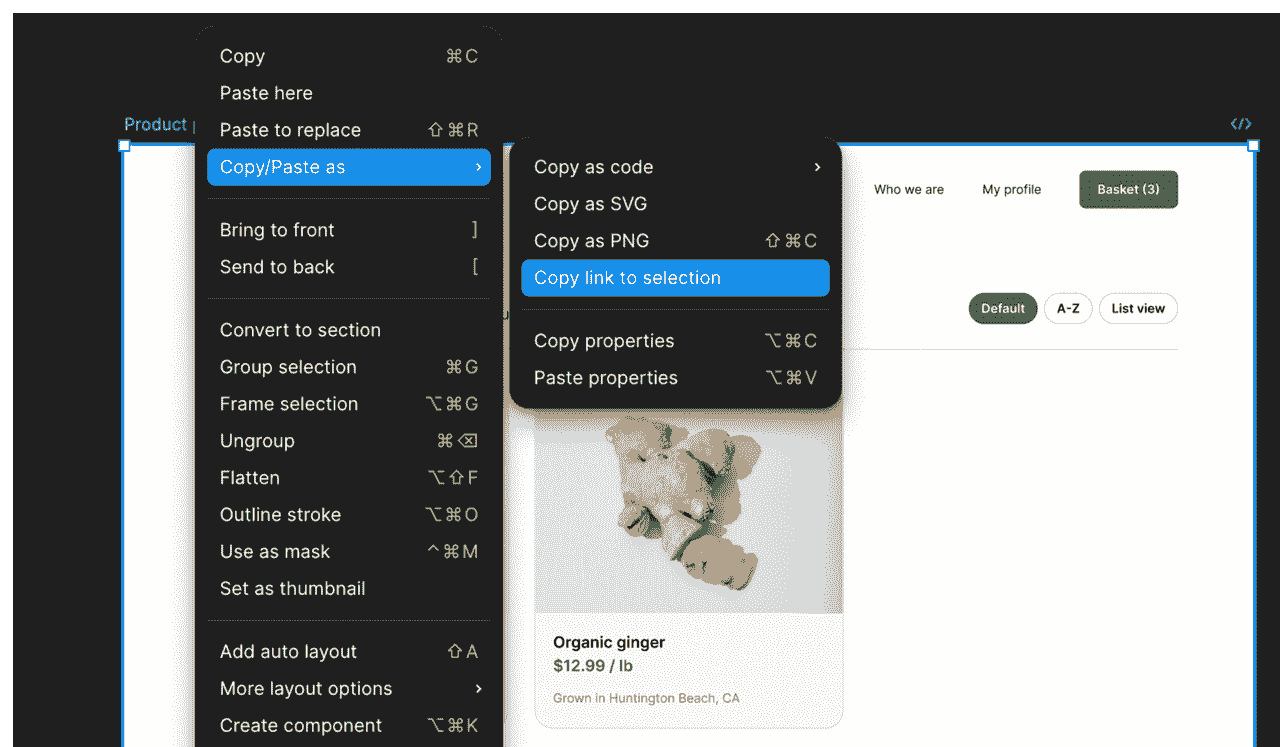 Copy ⌘C
Paste here
Product
Paste to replace ⇧⌘R
</>
Copy/Paste as ›
Bring to front ]
Send to back [
Convert to section
Group selection ⌘G
Frame selection ⌥⌘G
Ungroup ⌘⌫
Flatten ⌥⇧F
Outline stroke ⌥⌘O
Use as mask ^⌘M
Set as thumbnail
Add auto layout ⇧A
More layout options ›
Create component ⌥⌘K
Copy as code ›
Copy as SVG
Copy as PNG ⇧⌘C
Copy link to selection
Copy properties ⌥⌘C
Paste properties ⌥⌘V
Who we are My profile Basket (3)
Default A-Z List view
Organic ginger
$12.99 / lb
Grown in Huntington Beach, CA